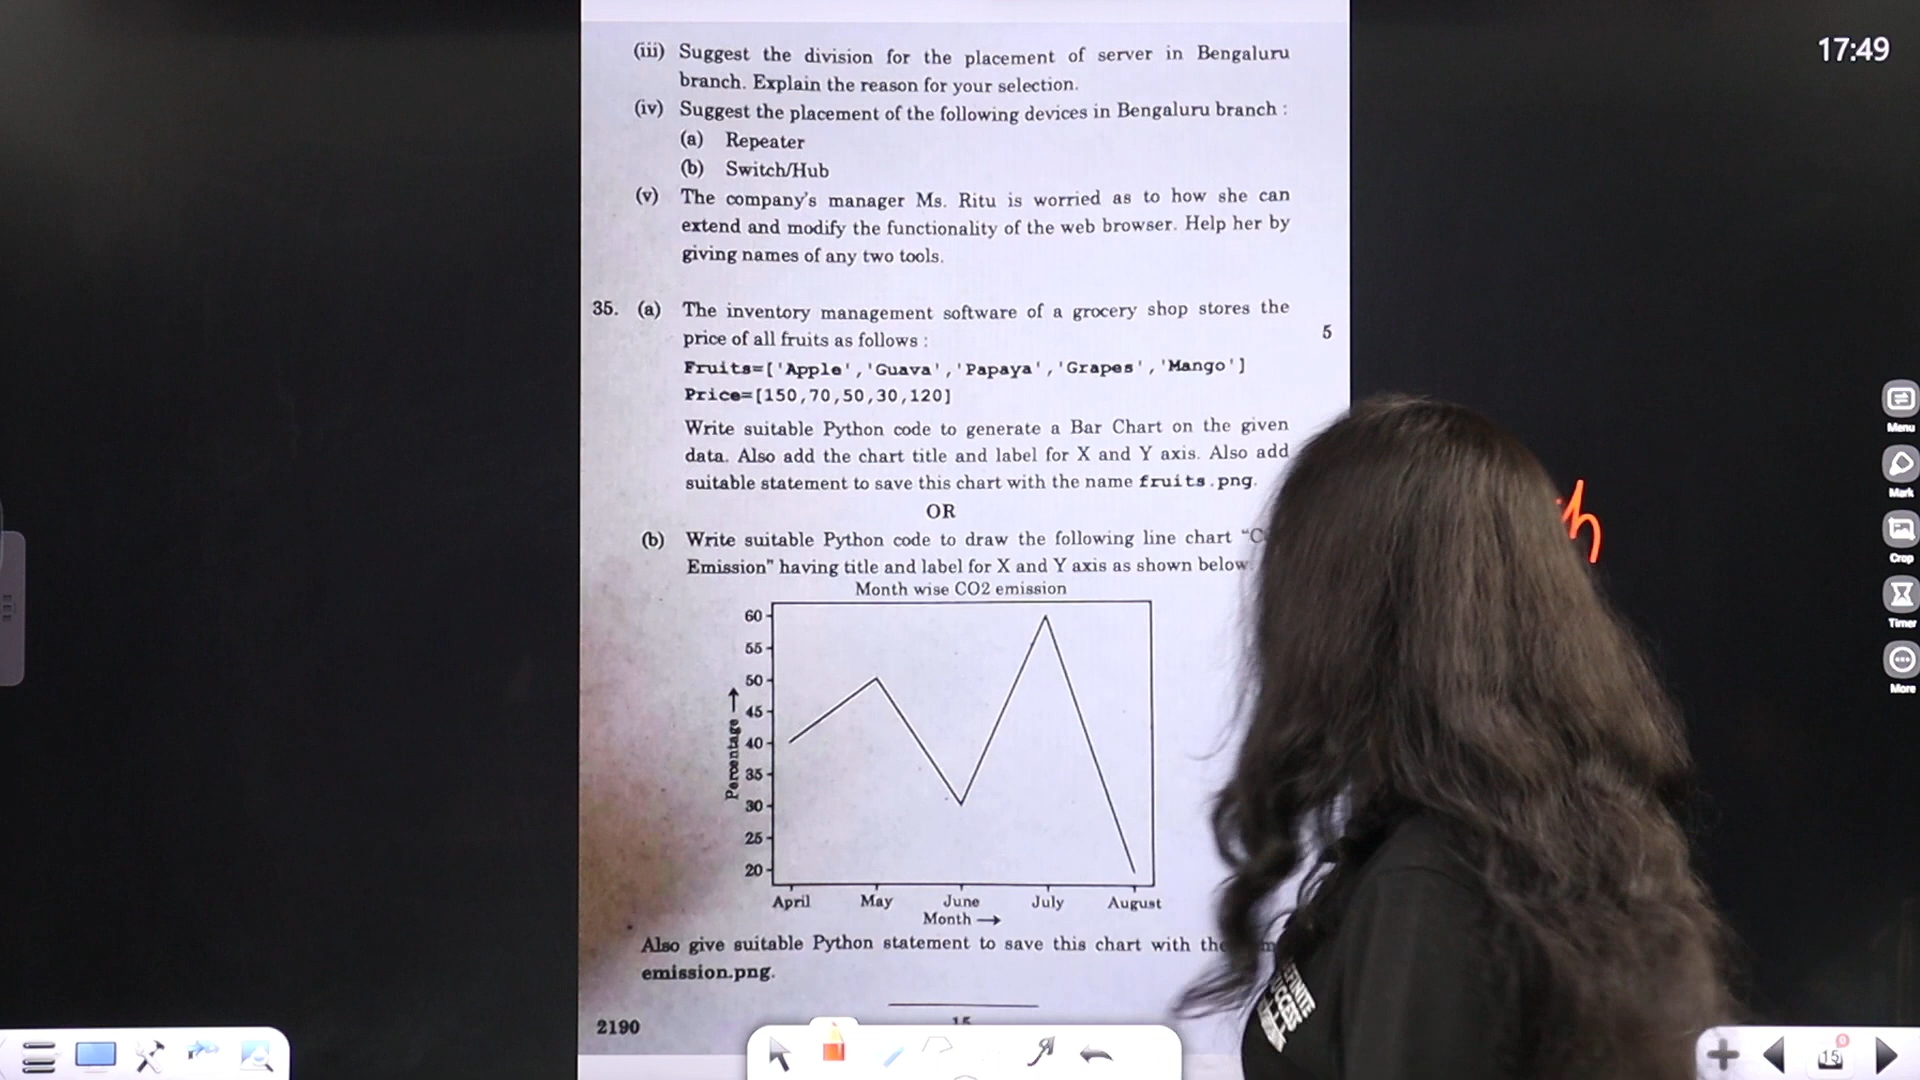 17:49
(iii) Suggest the division for the placement of server in Bengaluru
branch. Explain the reason for your selection.
(iv) Suggest the placement of the following devices in Bengaluru branch :
(a) Repeater
(b) Switch/Hub
(v) The company's manager Ms. Ritu is worried as to how she can
extend and modify the functionality of the web browser. Help her by
giving names of any two tools.
35. (a) The inventory management software of a grocery shop stores the
price of all fruits as follows :
5
Fruits=['Apple','Guava','Papaya','Grapes','Mango']
Price=[150,70,50,30,120]
Write suitable Python code to generate a Bar Chart on the given
data. Also add the chart title and label for X and Y axis. Also add
suitable statement to save this chart with the name fruits.png.
OR
(b) Write suitable Python code to draw the following line chart
Emission" having title and label for X and Y axis as shown below.
Month wise CO2 emission
60
55
50
45
40
35
30
25
20
Percentage →
April May June July August
Month →
Also give suitable Python statement to save this chart with the
emission.png.
2190
15
Menu
Mark
Crop
Timer
More
15